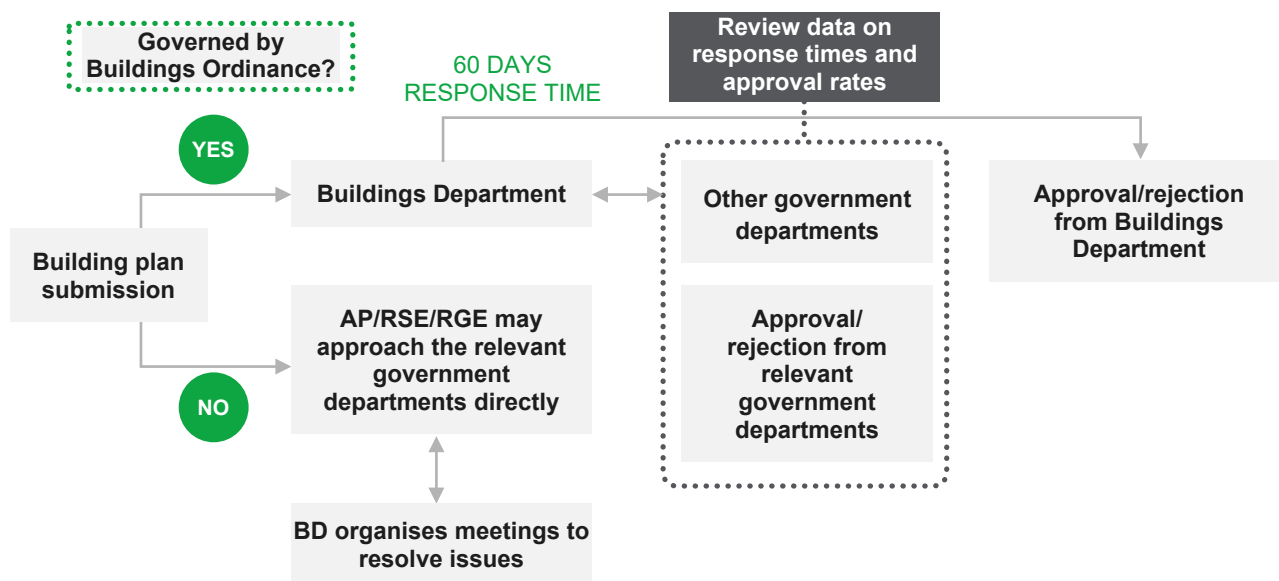 Governed by
Buildings Ordinance?
60 DAYS
RESPONSE TIME
Review data on
response times and
approval rates
YES
Buildings Department
Other government
departments
Approval/rejection
from Buildings
Department
Building plan
submission
AP/RSE/RGE may
approach the relevant
government
departments directly
Approval/
rejection from
relevant
government
departments
NO
BD organises meetings to
resolve issues